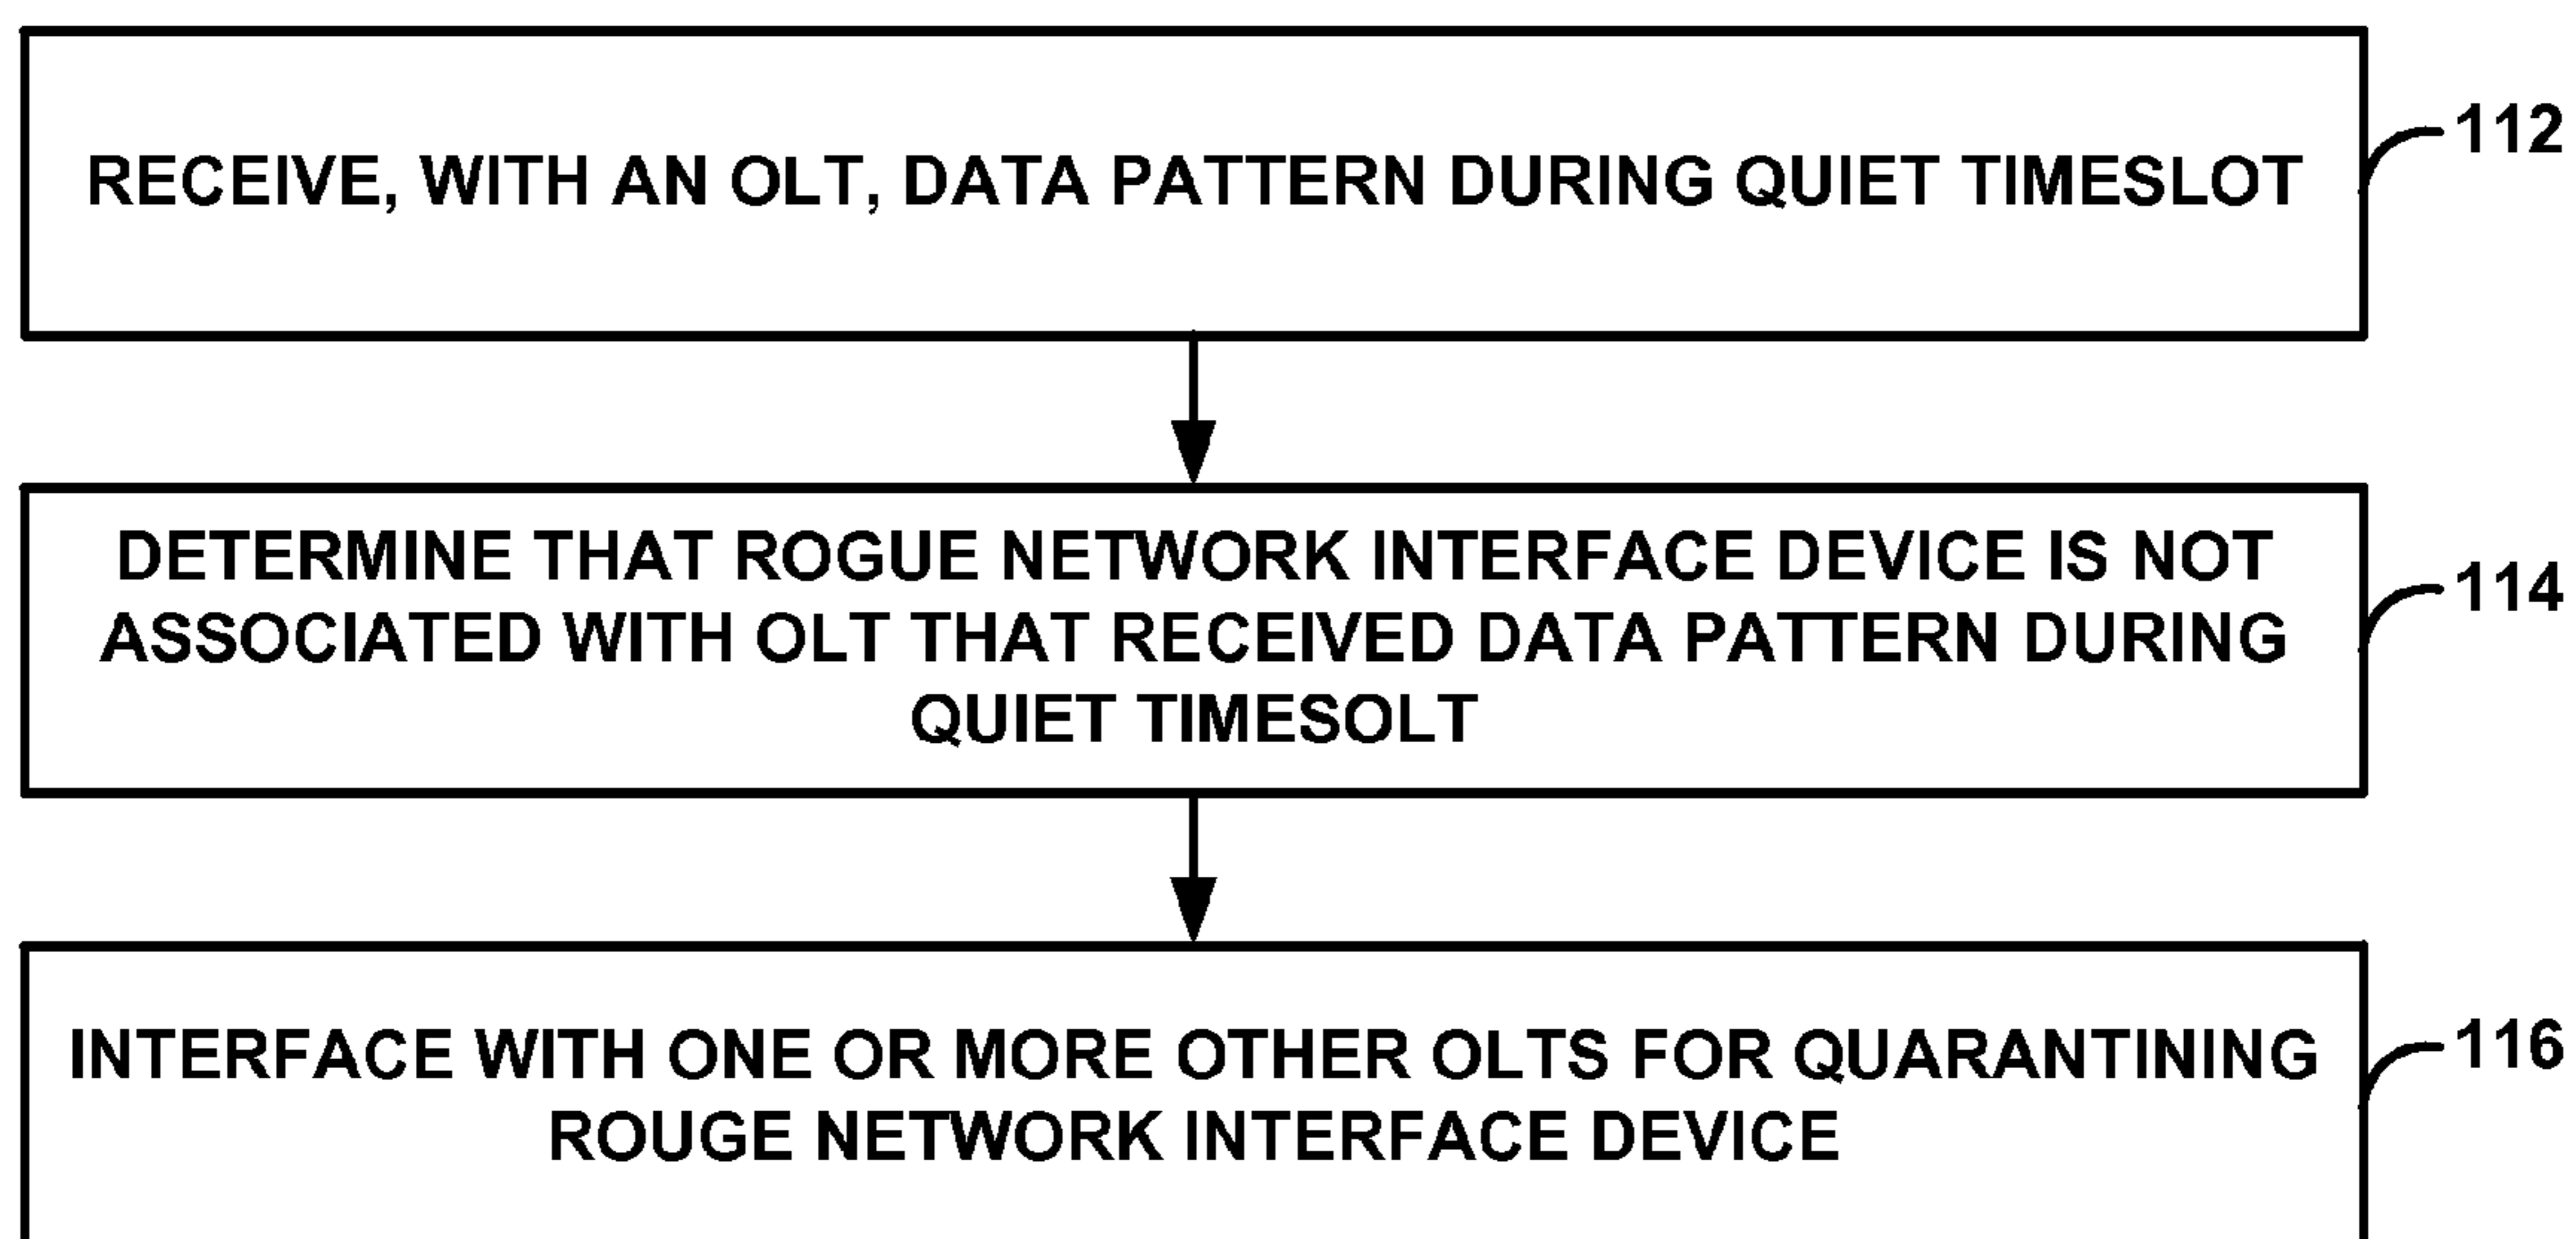 RECEIVE, WITH AN OLT, DATA PATTERN DURING QUIET TIMESLOT
112
DETERMINE THAT ROGUE NETWORK INTERFACE DEVICE IS NOT
ASSOCIATED WITH OLT THAT RECEIVED DATA PATTERN DURING
QUIET TIMESOLT
114
INTERFACE WITH ONE OR MORE OTHER OLTS FOR QUARANTINING
ROUGE NETWORK INTERFACE DEVICE
116